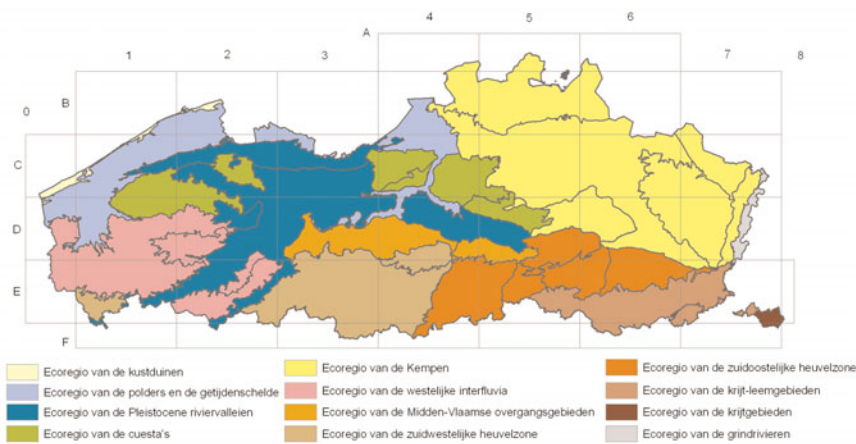 A 4 5 6
1 2 3 7 8
0 B
C
D
E
F
Ecoregio van de kustduinen
Ecoregio van de polders en de getijdenschelde
Ecoregio van de Pleistocene riviervalleien
Ecoregio van de cuesta's
Ecoregio van de Kempen
Ecoregio van de westelijke interfluvia
Ecoregio van de Midden-Vlaamse overgangsgebieden
Ecoregio van de zuidwestelijke heuvelzone
Ecoregio van de zuidoostelijke heuvelzone
Ecoregio van de krijt-leemgebieden
Ecoregio van de krijtgebieden
Ecoregio van de grindrivieren